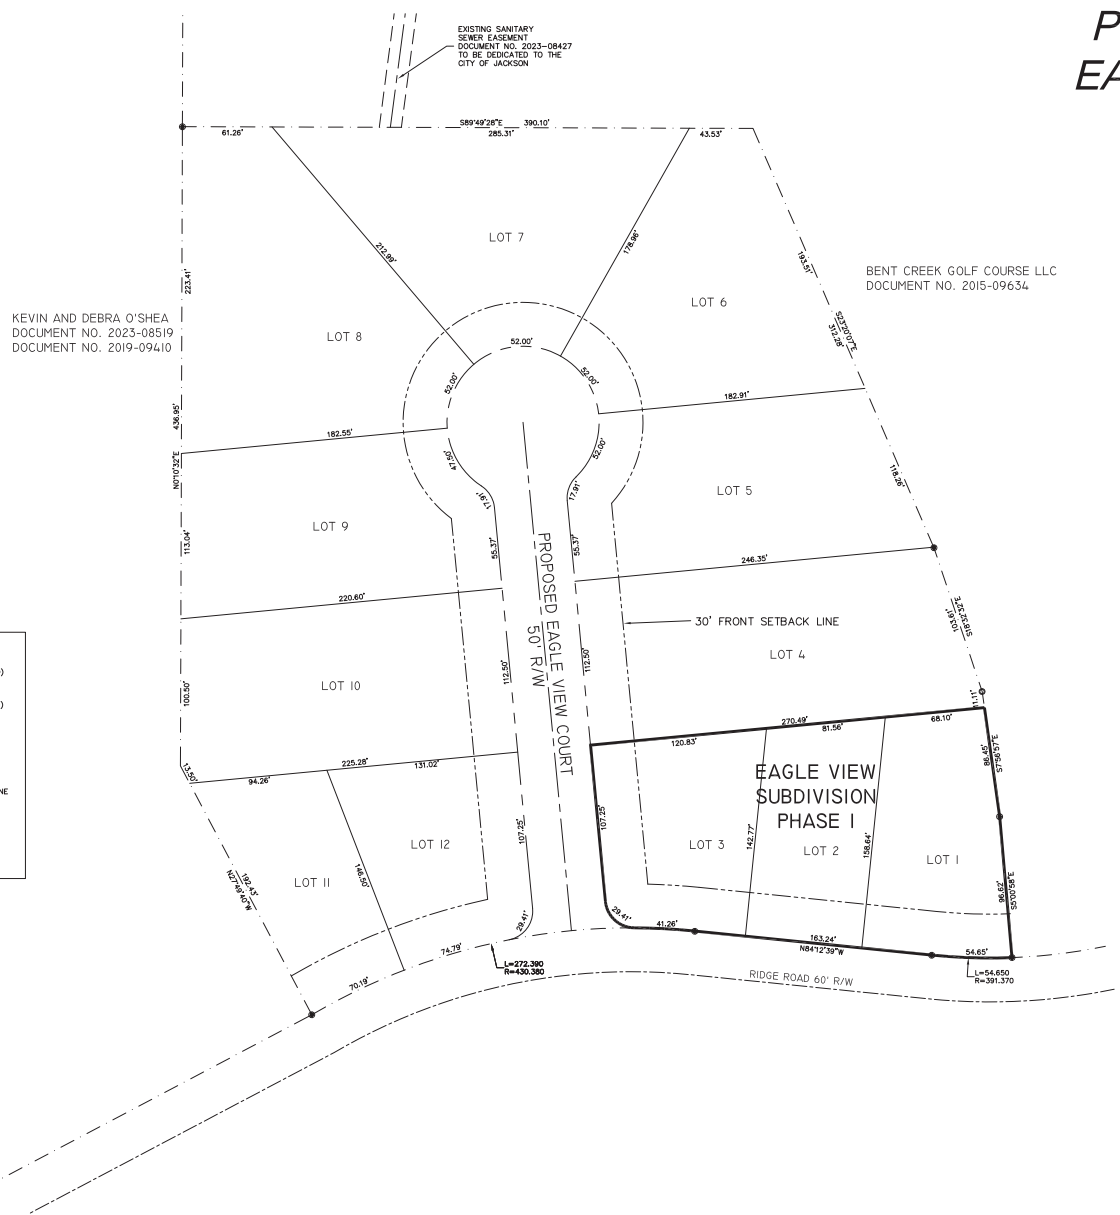 P
EA
EXISTING SANITARY
SEWER EASEMENT
DOCUMENT NO. 2023-08427
TO BE DEDICATED TO THE
CITY OF JACKSON
S89°49'28"E 390.10'
61.26'
285.31'
43.53'
LOT 7
212.99'
178.96'
193.51'
BENT CREEK GOLF COURSE LLC
DOCUMENT NO. 2015-09634
223.41'
KEVIN AND DEBRA O'SHEA
DOCUMENT NO. 2023-08519
DOCUMENT NO. 2019-09410
LOT 8
LOT 6
S23°20'07"E
312.28'
52.00'
52.00'
52.00'
182.91'
436.95'
N0°10'32"E
182.55'
47.50'
52.00'
118.26'
17.91'
17.91'
LOT 5
LOT 9
113.04'
55.37'
55.37'
246.35'
220.60'
PROPOSED EAGLE VIEW COURT
50' R/W
30' FRONT SETBACK LINE
S18°32'32"E
103.61'
LOT 4
112.50'
112.50'
LOT 10
100.50'
)
)
NE
13.50'
94.26'
225.28'
131.02'
270.49'
120.83'
81.56'
68.10'
11.11'
86.45'
S7°56'57"E
EAGLE VIEW
SUBDIVISION
PHASE I
107.25'
107.25'
142.77'
158.64'
LOT 3
LOT 2
LOT 1
LOT 12
LOT 11
146.50'
192.43'
N27°49'40"W
96.62'
S5°00'58"E
29.41'
29.41'
41.26'
163.24'
N84°12'39"W
54.65'
L=54.650
R=391.370
74.79'
L=272.390
R=430.380
70.19'
RIDGE ROAD 60' R/W